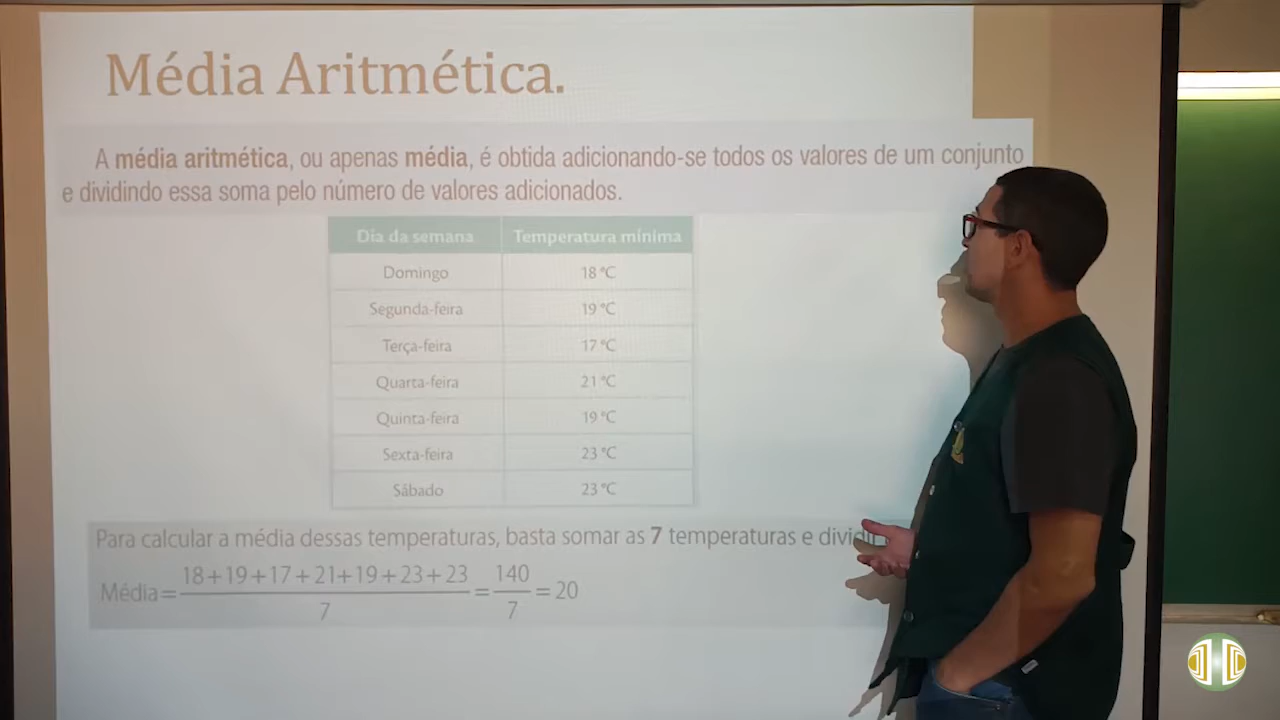 Média Aritmética.
A média aritmética, ou apenas média, é obtida adicionando-se todos os valores de um conjunto
e dividindo essa soma pelo número de valores adicionados.
Dia da semana Temperatura mínima
Domingo 18 °C
Segunda-feira 19 °C
Terça-feira 17 °C
Quarta-feira 21 °C
Quinta-feira 19 °C
Sexta-feira 23 °C
Sábado 23 °C
Para calcular a média dessas temperaturas, basta somar as 7 temperaturas e dividir
Média = 18+19+17+21+19+23+23 / 7 = 140 / 7 = 20